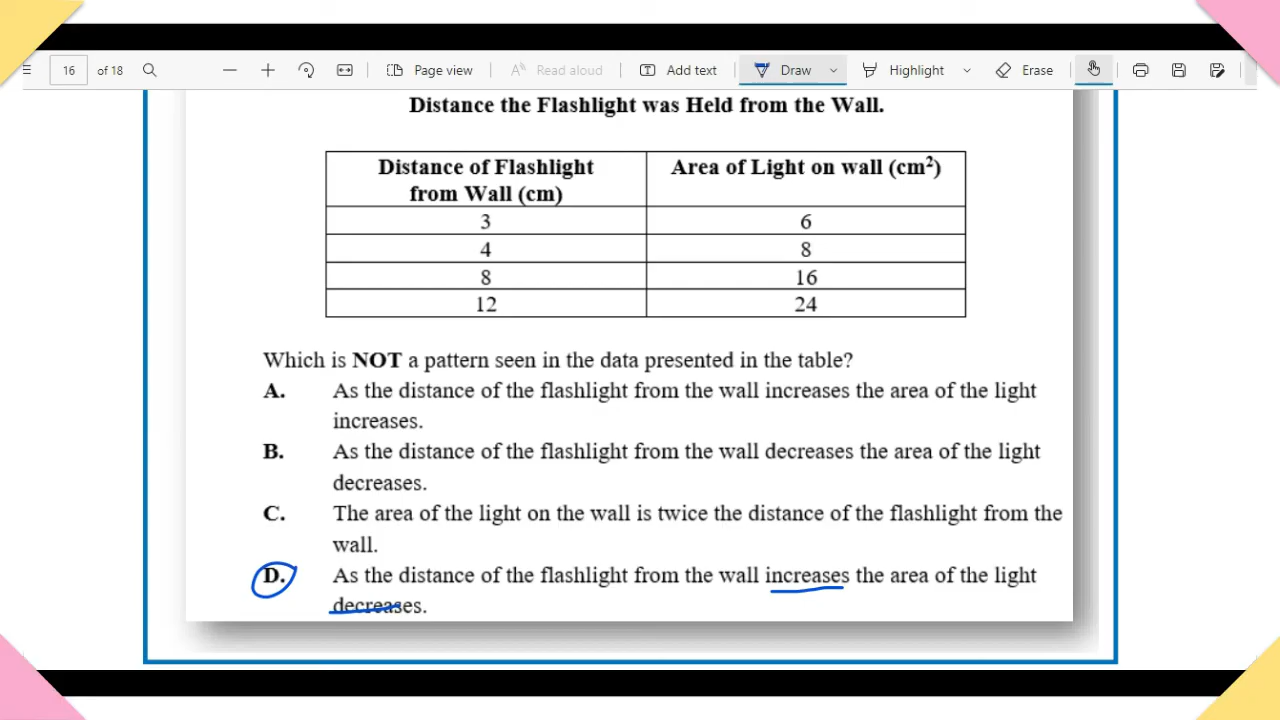 16 of 18 Page view Read aloud Add text Draw Highlight Erase
Distance the Flashlight was Held from the Wall.
Distance of Flashlight Area of Light on wall (cm²)
from Wall (cm)
3 6
4 8
8 16
12 24
Which is NOT a pattern seen in the data presented in the table?
A. As the distance of the flashlight from the wall increases the area of the light
increases.
B. As the distance of the flashlight from the wall decreases the area of the light
decreases.
C. The area of the light on the wall is twice the distance of the flashlight from the
wall.
D. As the distance of the flashlight from the wall increases the area of the light
decreases.